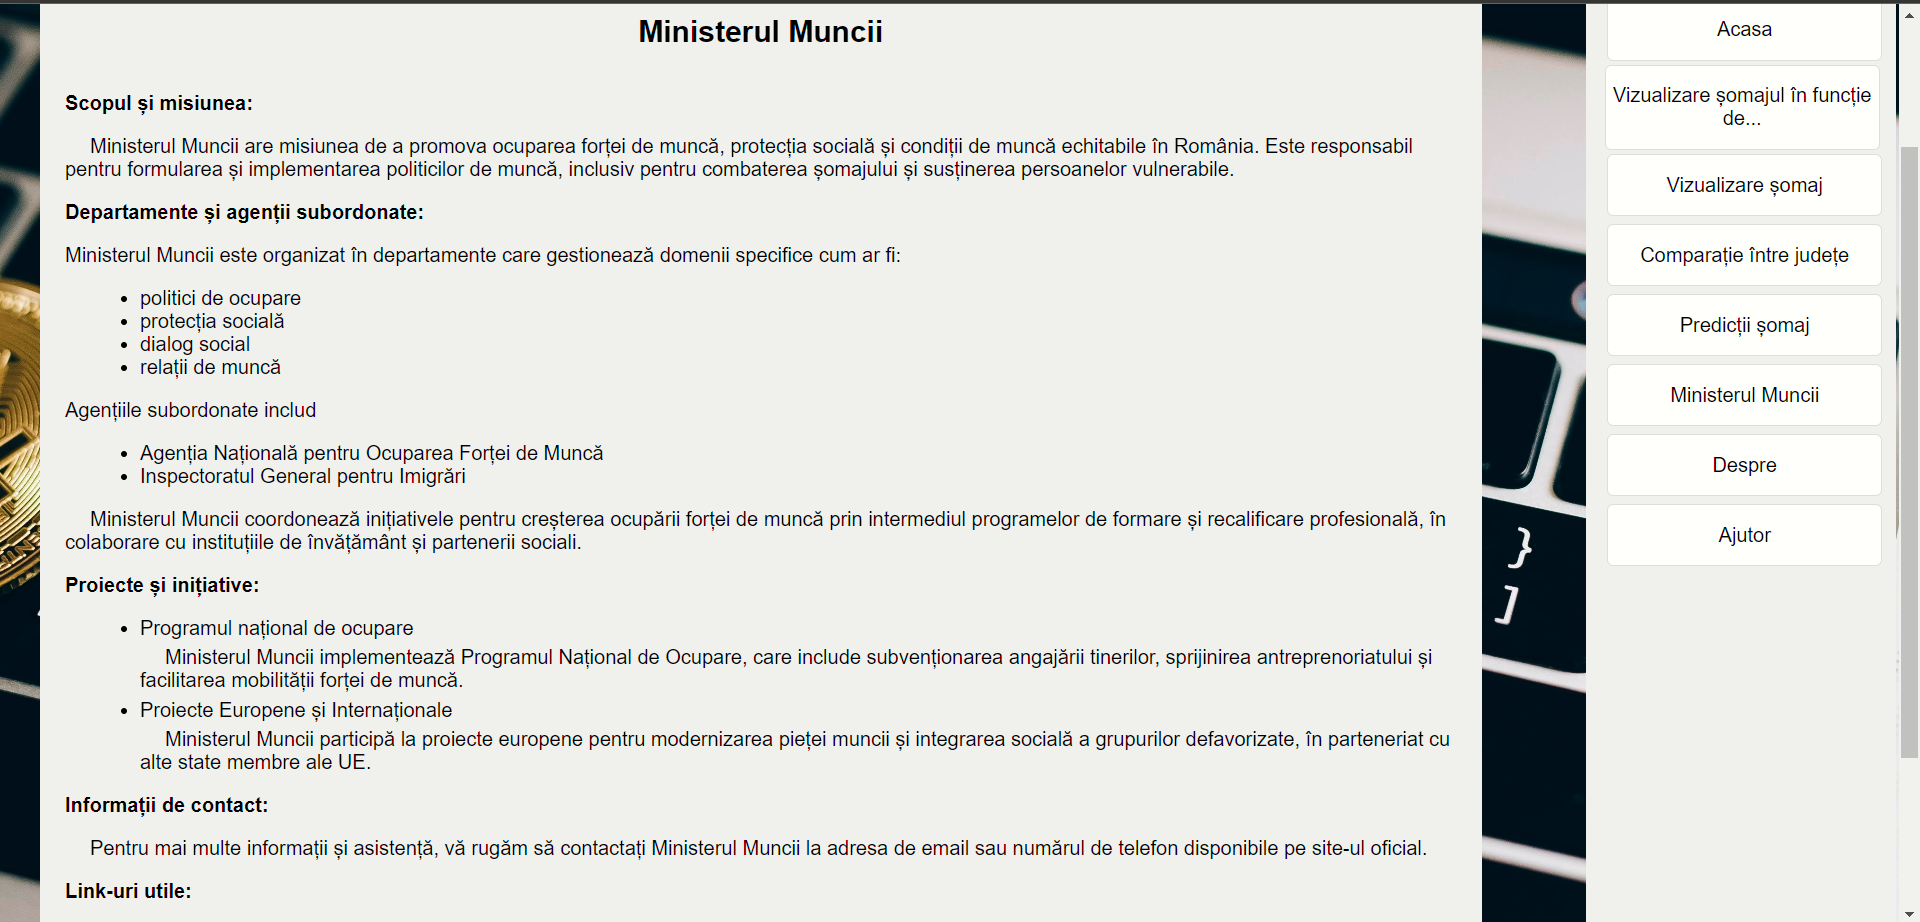 Ministerul Muncii
Scopul și misiunea:
Ministerul Muncii are misiunea de a promova ocuparea forței de muncă, protecția socială și condiții de muncă echitabile în România. Este responsabil
pentru formularea și implementarea politicilor de muncă, inclusiv pentru combaterea șomajului și susținerea persoanelor vulnerabile.
Departamente și agenții subordonate:
Ministerul Muncii este organizat în departamente care gestionează domenii specifice cum ar fi:
• politici de ocupare
• protecția socială
• dialog social
• relații de muncă
Agențiile subordonate includ
• Agenția Națională pentru Ocuparea Forței de Muncă
• Inspectoratul General pentru Imigrări
Ministerul Muncii coordonează inițiativele pentru creșterea ocupării forței de muncă prin intermediul programelor de formare și recalificare profesională, în
colaborare cu instituțiile de învățământ și partenerii sociali.
Proiecte și inițiative:
• Programul național de ocupare
Ministerul Muncii implementează Programul Național de Ocupare, care include subvenționarea angajării tinerilor, sprijinirea antreprenoriatului și
facilitarea mobilității forței de muncă.
• Proiecte Europene și Internaționale
Ministerul Muncii participă la proiecte europene pentru modernizarea pieței muncii și integrarea socială a grupurilor defavorizate, în parteneriat cu
alte state membre ale UE.
Informații de contact:
Pentru mai multe informații și asistență, vă rugăm să contactați Ministerul Muncii la adresa de email sau numărul de telefon disponibile pe site-ul oficial.
Link-uri utile:
Acasa
Vizualizare șomajul în funcție
de...
Vizualizare șomaj
Comparație între județe
Predicții șomaj
Ministerul Muncii
Despre
Ajutor
}
]